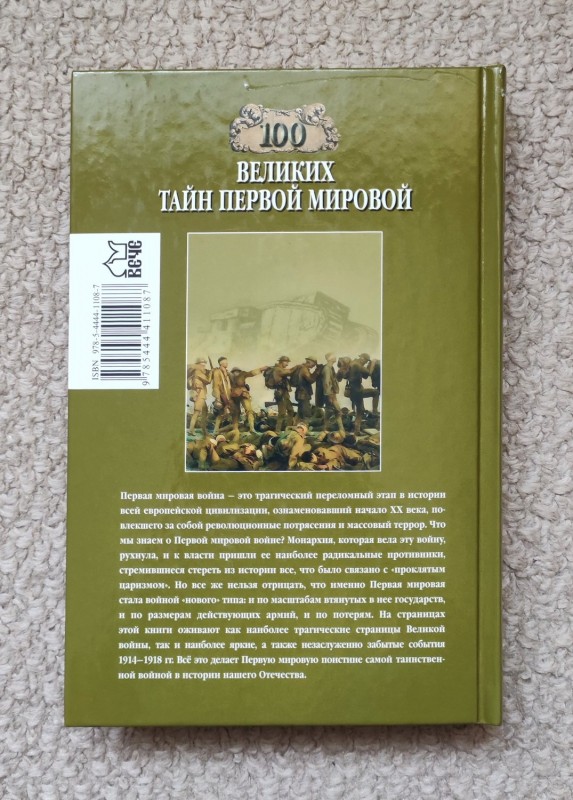 100
ВЕЛИКИХ
ТАЙН ПЕРВОЙ МИРОВОЙ
ВЕЧЕ
ISBN 978-5-4444-1108-7
9 785444 411087
Первая мировая война – это трагический переломный этап в истории
всей европейской цивилизации, ознаменовавший начало XX века, по-
влекшего за собой революционные потрясения и массовый террор. Что
мы знаем о Первой мировой войне? Монархия, которая вела эту войну,
рухнула, и к власти пришли ее наиболее радикальные противники,
стремившиеся стереть из истории все, что было связано с «проклятым
царизмом». Но все же нельзя отрицать, что именно Первая мировая
стала войной «нового» типа: и по масштабам втянутых в нее государств,
и по размерам действующих армий, и по потерям. На страницах
этой книги оживают как наиболее трагические страницы Великой
войны, так и наиболее яркие, а также незаслуженно забытые события
1914–1918 гг. Всё это делает Первую мировую поистине самой таинствен-
ной войной в истории нашего Отечества.